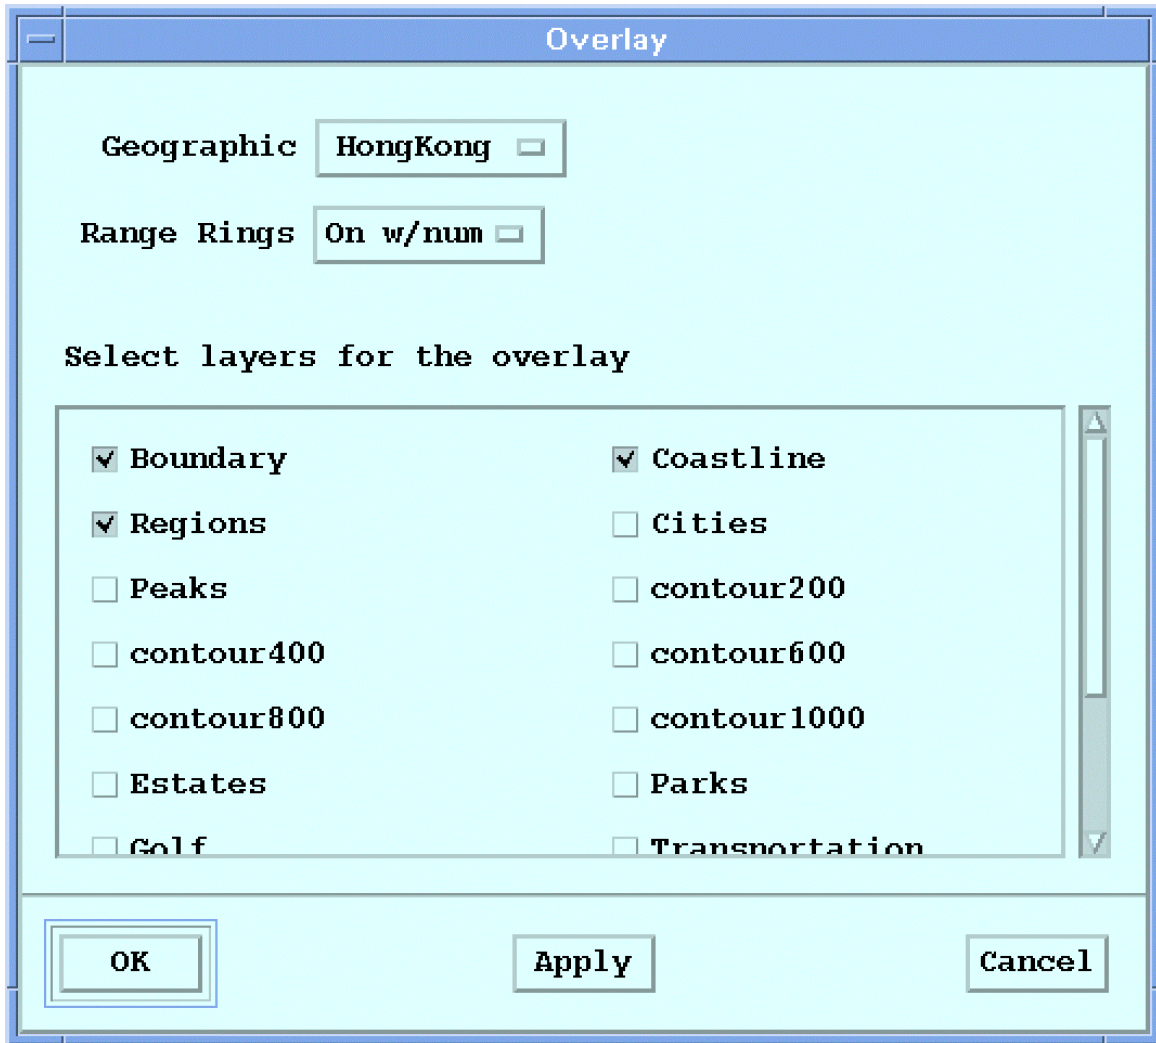 Overlay
Geographic HongKong
Range Rings On w/num
Select layers for the overlay
Boundary Coastline
Regions Cities
Peaks contour200
contour400 contour600
contour800 contour1000
Estates Parks
Golf Transportation
OK Apply Cancel